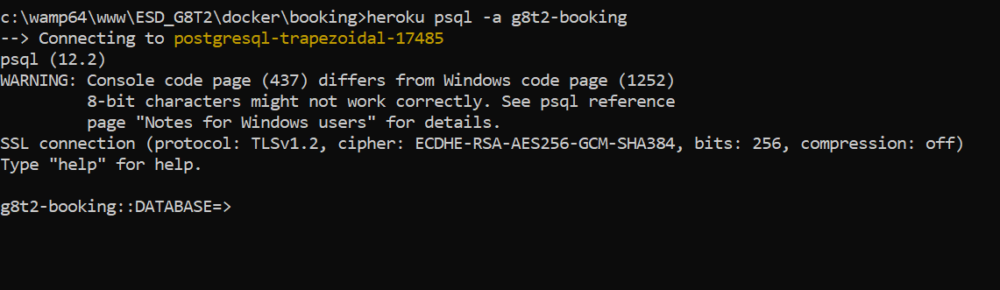 c:\wamp64\www\ESD_G8T2\docker\booking>heroku psql -a g8t2-booking
--> Connecting to postgresql-trapezoidal-17485
psql (12.2)
WARNING: Console code page (437) differs from Windows code page (1252)
         8-bit characters might not work correctly. See psql reference
         page "Notes for Windows users" for details.
SSL connection (protocol: TLSv1.2, cipher: ECDHE-RSA-AES256-GCM-SHA384, bits: 256, compression: off)
Type "help" for help.

g8t2-booking::DATABASE=>